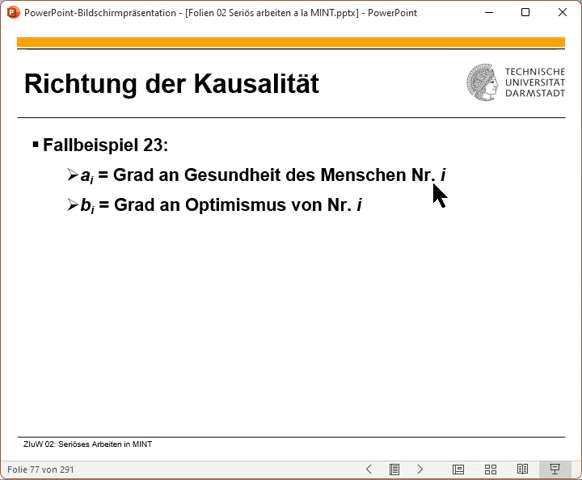 PowerPoint-Bildschirmpräsentation - [Folien 02 Seriös arbeiten a la MINT.pptx] - PowerPoint
Richtung der Kausalität
TECHNISCHE
UNIVERSITÄT
DARMSTADT
Fallbeispiel 23:
aᵢ = Grad an Gesundheit des Menschen Nr. i
bᵢ = Grad an Optimismus von Nr. i
ZIuW 02: Seriöses Arbeiten in MINT
Folie 77 von 291